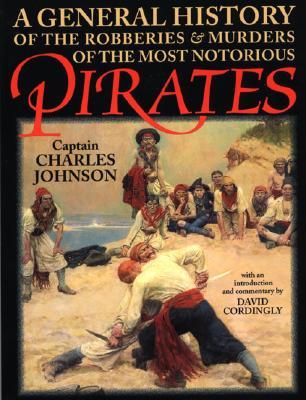 A GENERAL HISTORY
OF THE ROBBERIES & MURDERS
OF THE MOST NOTORIOUS
PIRATES
Captain
CHARLES
JOHNSON
with an
introduction
and commentary by
DAVID
CORDINGLY